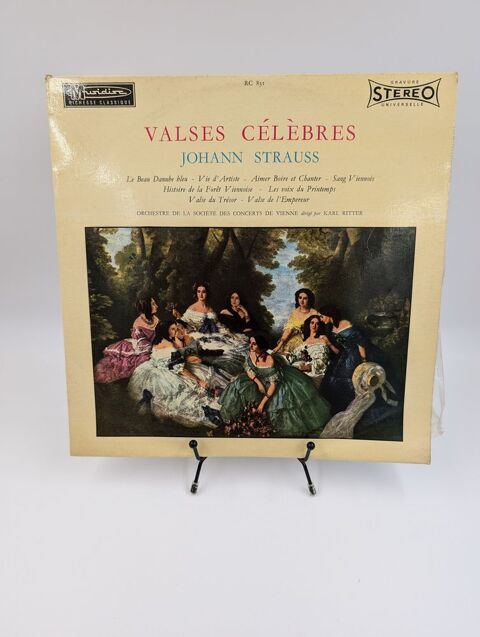 RC 851
Musidisc
RICHESSE CLASSIQUE
GRAVURE
STEREO
UNIVERSELLE
VALSES CÉLÈBRES
JOHANN STRAUSS
Le Beau Danube bleu - Vie d'Artiste - Aimer Boire et Chanter - Sang Viennois
Histoire de la Forêt Viennoise - Les voix du Printemps
Valse du Trésor - Valse de l'Empereur
ORCHESTRE DE LA SOCIÉTÉ DES CONCERTS DE VIENNE dirigé par KARL RITTER